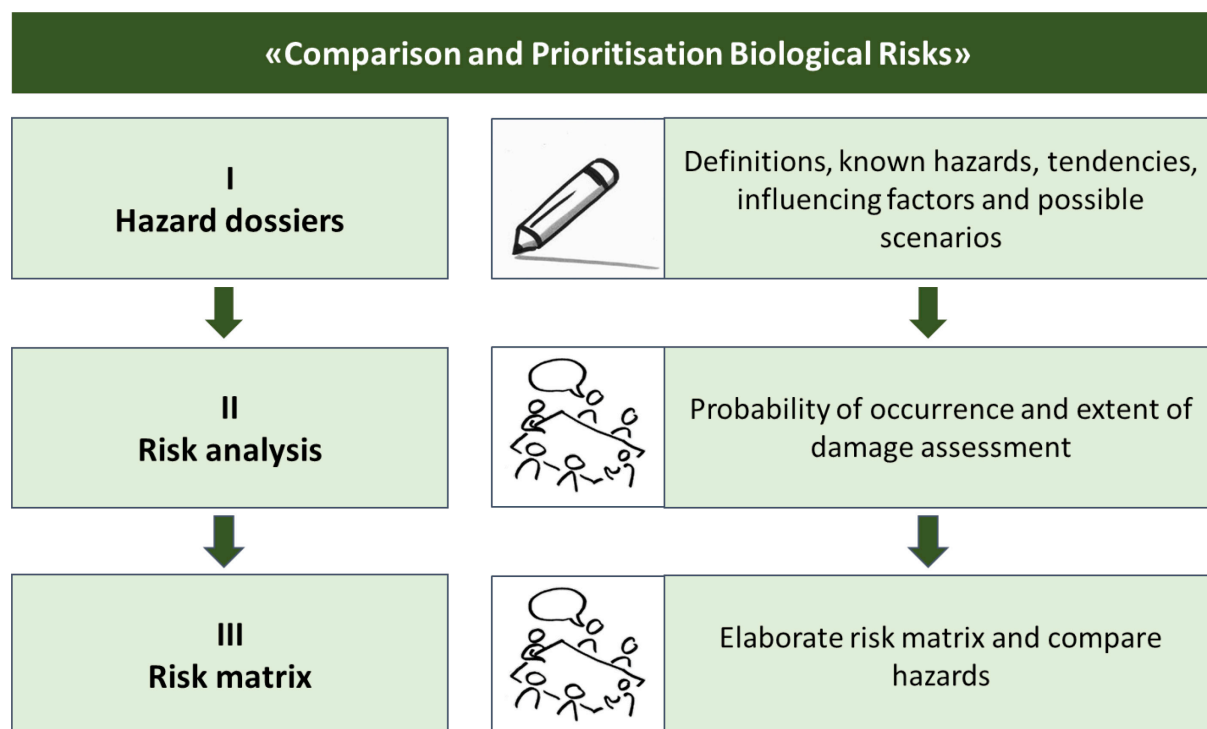 «Comparison and Prioritisation Biological Risks»
I
Hazard dossiers
Definitions, known hazards, tendencies,
influencing factors and possible
scenarios
II
Risk analysis
Probability of occurrence and extent of
damage assessment
III
Risk matrix
Elaborate risk matrix and compare
hazards